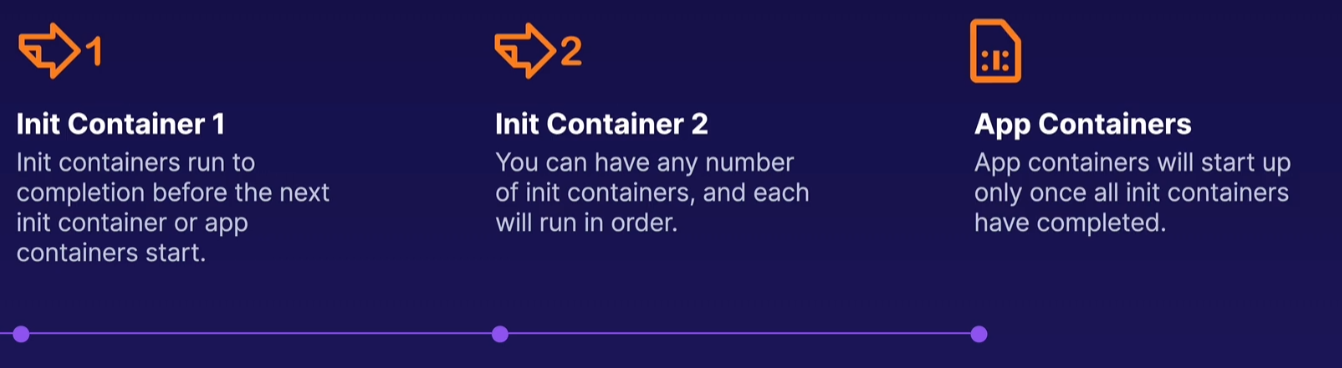 1
Init Container 1
Init containers run to
completion before the next
init container or app
containers start.
2
Init Container 2
You can have any number
of init containers, and each
will run in order.
App Containers
App containers will start up
only once all init containers
have completed.